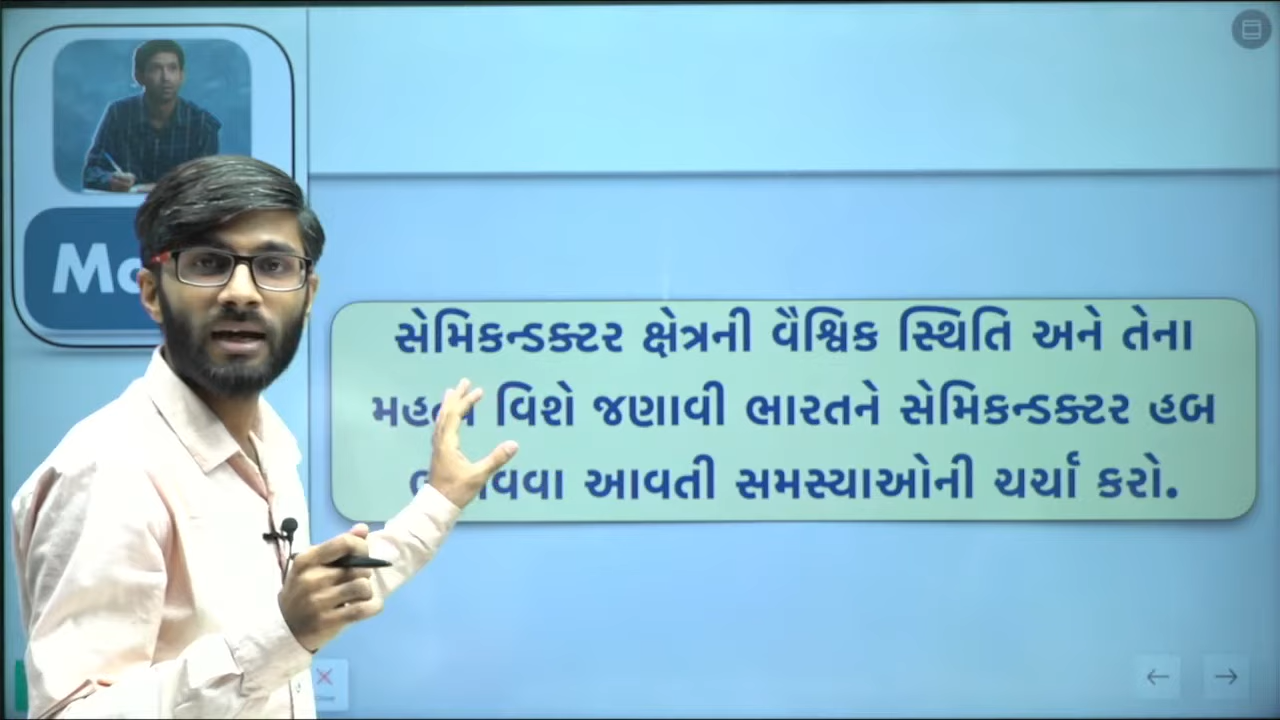 સેમિકન્ડક્ટર ક્ષેત્રની વૈશ્વિક સ્થિતિ અને તેના
વિશે જણાવી ભારતને સેમિકન્ડક્ટર હબ
આવતી સમસ્યાઓની ચર્ચા કરો.